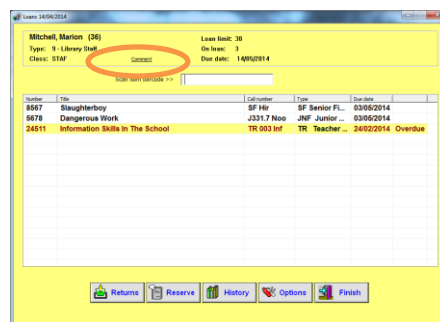 Loans 14/04/2014
Mitchell, Marion (36) Loan limit: 30
Type: 9 - Library Staff On loan: 3
Class: STAF Comment Due date: 14/05/2014
Scan item barcode >>
Number Title Call number Type Due date
8567 Slaughterboy SF Hir SF Senior Fi... 03/05/2014
5678 Dangerous Work J331.7 Noo JNF Junior ... 03/05/2014
24511 Information Skills In The School TR 003 Inf TR Teacher ... 24/02/2014 Overdue
Returns Reserve History Options Finish